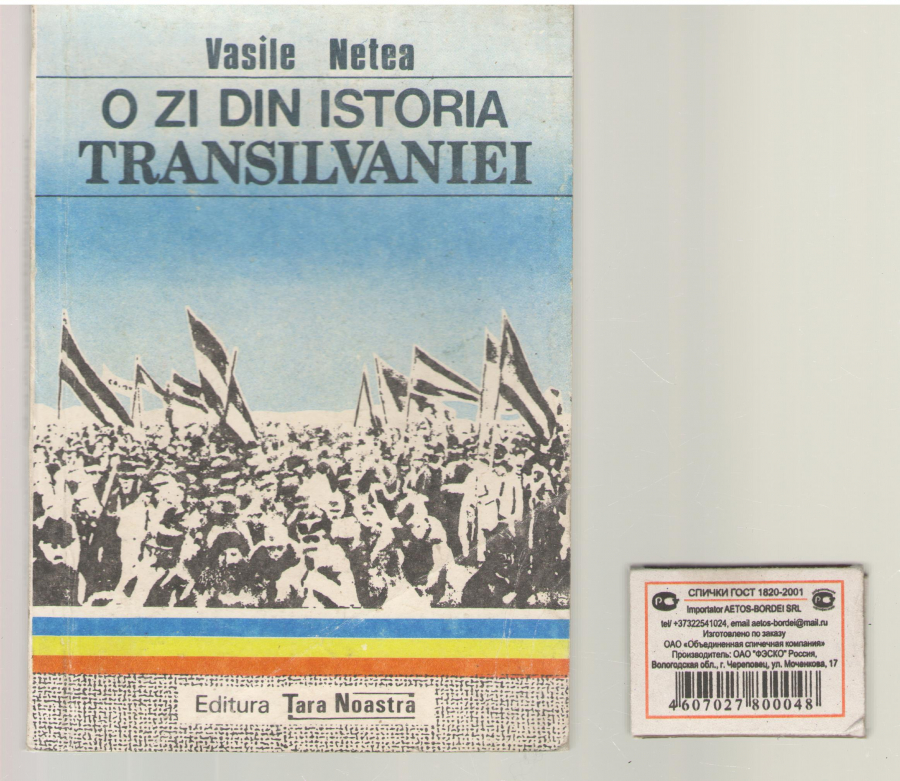 Vasile Netea
O ZI DIN ISTORIA
TRANSILVANIEI
Editura Țara Noastră
СПИЧКИ ГОСТ 1820-2001
Importator AETOS-BORDEI SRL
tel/ +37322541024, email aetos-bordei@mail.ru
Изготовлено по заказу
ОАО «Объединенная спичечная компания»
Производитель: ОАО "ФЭСКО" Россия,
Вологодская обл., г. Череповец, ул. Моченкова, 17
4607027800048